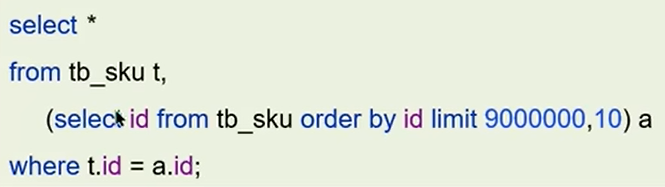 select *
from tb_sku t,
(select id from tb_sku order by id limit 9000000,10) a
where t.id = a.id;